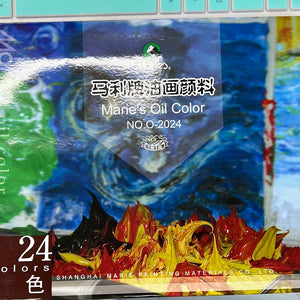 马利牌油画颜料
Marie's Oil Color
NO.O-2024
24
colors
色
SHANGHAI MARIE PAINTING MATERIALS CO., LTD.